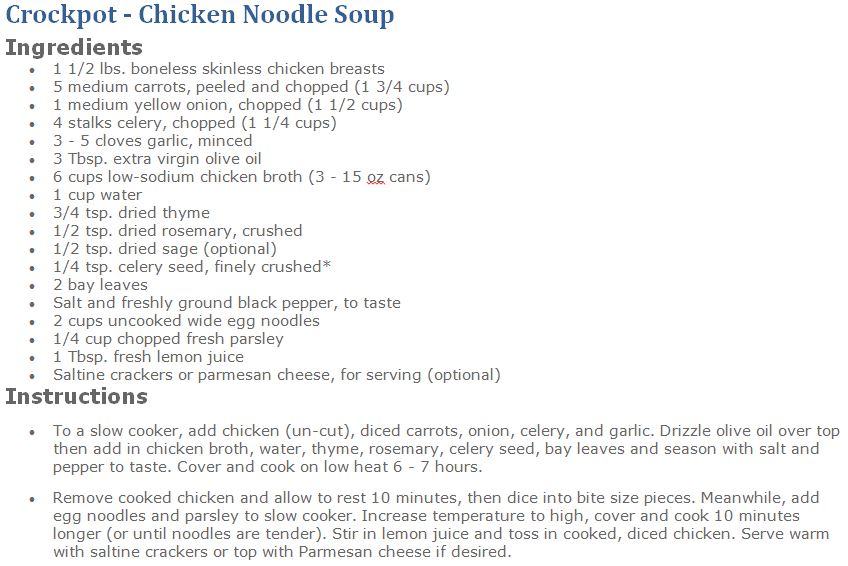 Crockpot - Chicken Noodle Soup
Ingredients
• 1 1/2 lbs. boneless skinless chicken breasts
• 5 medium carrots, peeled and chopped (1 3/4 cups)
• 1 medium yellow onion, chopped (1 1/2 cups)
• 4 stalks celery, chopped (1 1/4 cups)
• 3 - 5 cloves garlic, minced
• 3 Tbsp. extra virgin olive oil
• 6 cups low-sodium chicken broth (3 - 15 oz cans)
• 1 cup water
• 3/4 tsp. dried thyme
• 1/2 tsp. dried rosemary, crushed
• 1/2 tsp. dried sage (optional)
• 1/4 tsp. celery seed, finely crushed*
• 2 bay leaves
• Salt and freshly ground black pepper, to taste
• 2 cups uncooked wide egg noodles
• 1/4 cup chopped fresh parsley
• 1 Tbsp. fresh lemon juice
• Saltine crackers or parmesan cheese, for serving (optional)
Instructions
• To a slow cooker, add chicken (un-cut), diced carrots, onion, celery, and garlic. Drizzle olive oil over top
then add in chicken broth, water, thyme, rosemary, celery seed, bay leaves and season with salt and
pepper to taste. Cover and cook on low heat 6 - 7 hours.
• Remove cooked chicken and allow to rest 10 minutes, then dice into bite size pieces. Meanwhile, add
egg noodles and parsley to slow cooker. Increase temperature to high, cover and cook 10 minutes
longer (or until noodles are tender). Stir in lemon juice and toss in cooked, diced chicken. Serve warm
with saltine crackers or top with Parmesan cheese if desired.